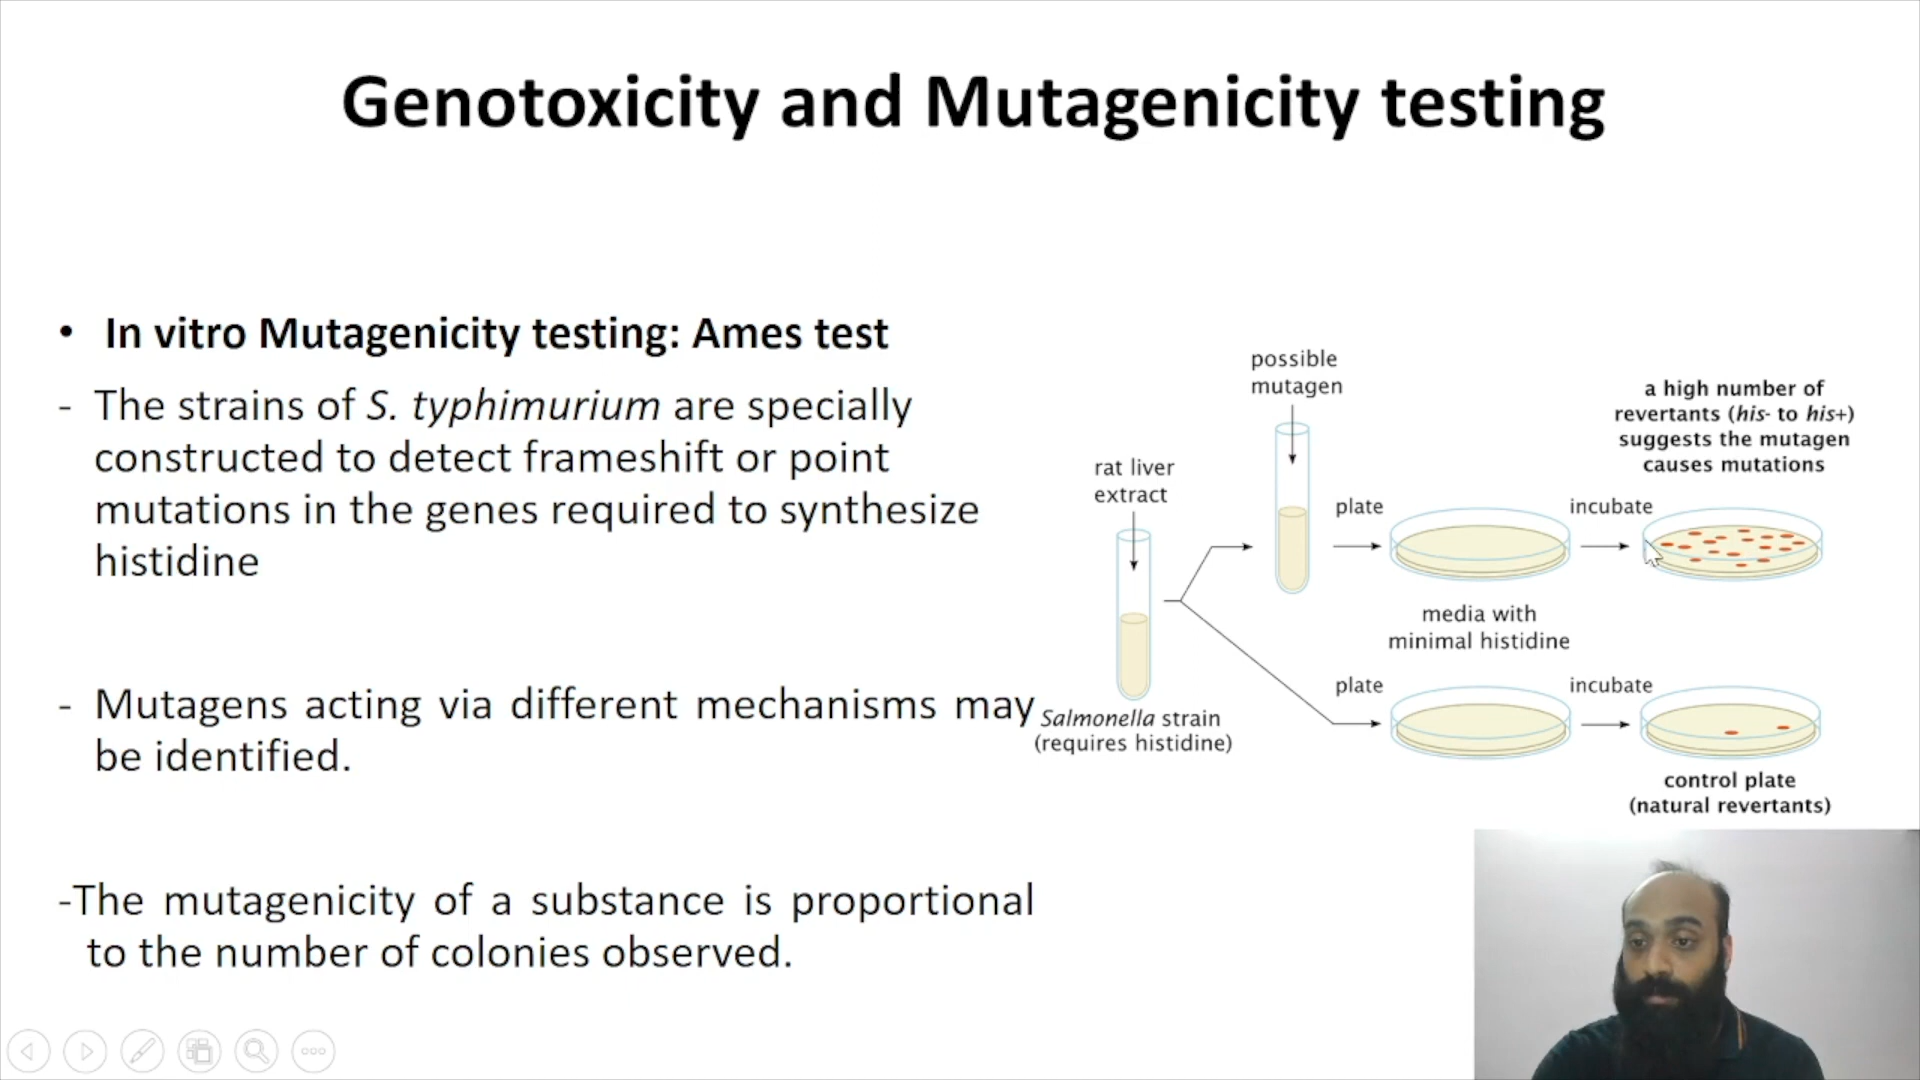 Genotoxicity and Mutagenicity testing
• In vitro Mutagenicity testing: Ames test
- The strains of S. typhimurium are specially
constructed to detect frameshift or point
mutations in the genes required to synthesize
histidine
- Mutagens acting via different mechanisms may
be identified.
-The mutagenicity of a substance is proportional
to the number of colonies observed.
possible
mutagen
rat liver
extract
Salmonella strain
(requires histidine)
plate
incubate
media with
minimal histidine
a high number of
revertants (his- to his+)
suggests the mutagen
causes mutations
plate
incubate
control plate
(natural revertants)